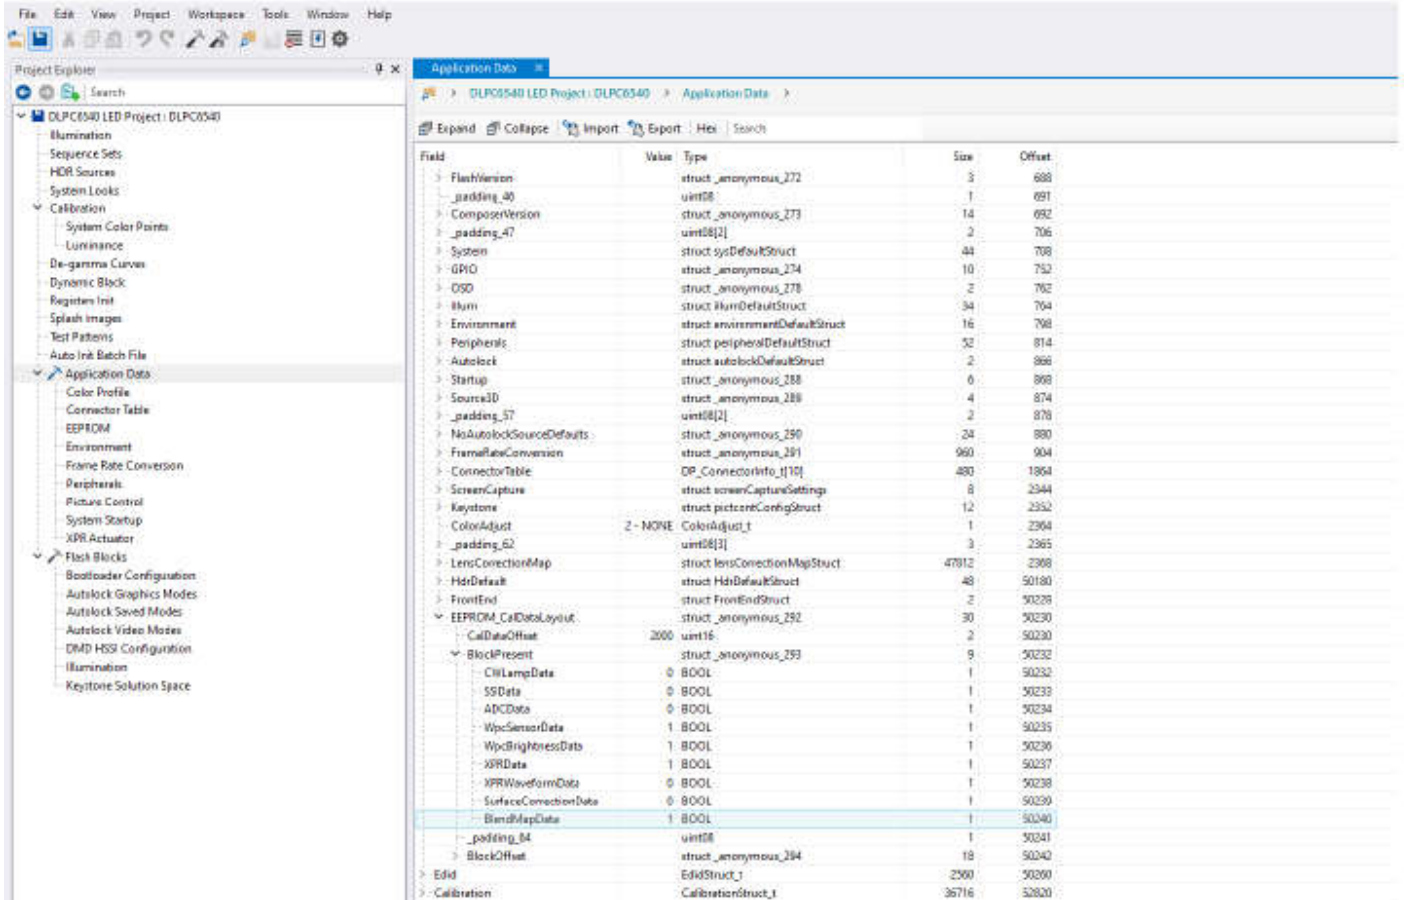 File Edit View Project Workspace Tools Window Help
Project Explorer
Application Data
Search
DLPC6540 LED Project : DLPC6540 > Application Data >
DLPC6540 LED Project : DLPC6540
Illumination
Sequence Sets
HDR Sources
System Looks
Calibration
System Color Points
Luminance
De-gamma Curves
Dynamic Black
Registers Init
Splash Images
Test Patterns
Auto Init Batch File
Application Data
Color Profile
Connector Table
EEPROM
Environment
Frame Rate Conversion
Peripherals
Picture Control
System Startup
XPR Actuator
Flash Blocks
Bootloader Configuration
Autolock Graphics Modes
Autolock Saved Modes
Autolock Video Modes
DMD HSSI Configuration
Illumination
Keystone Solution Space
Expand Collapse Import Export Hex Search
Field Value Type Size Offset
FlashVersion struct _anonymous_272 3 688
_padding_46 uint08 1 691
ComposerVersion struct _anonymous_273 14 692
_padding_47 uint08[2] 2 706
System struct sysDefaultStruct 44 708
GPIO struct _anonymous_274 10 752
OSD struct _anonymous_278 2 762
Illum struct illumDefaultStruct 34 764
Environment struct environmentDefaultStruct 16 798
Peripherals struct peripheralDefaultStruct 52 814
Autolock struct autolockDefaultStruct 2 866
Startup struct _anonymous_288 6 868
Source3D struct _anonymous_289 4 874
_padding_57 uint08[2] 2 878
NoAutolockSourceDefaults struct _anonymous_290 24 880
FrameRateConversion struct _anonymous_291 960 904
ConnectorTable DP_ConnectorInfo_t[10] 480 1864
ScreenCapture struct screenCaptureSettings 8 2344
Keystone struct pictcontConfigStruct 12 2352
ColorAdjust 2 - NONE ColorAdjust_t 1 2364
_padding_62 uint08[3] 3 2365
LensCorrectionMap struct lensCorrectionMapStruct 47812 2368
HdrDefault struct HdrDefaultStruct 48 50180
FrontEnd struct FrontEndStruct 2 50228
EEPROM_CalDataLayout struct _anonymous_292 30 50230
CalDataOffset 2000 uint16 2 50230
BlockPresent struct _anonymous_293 9 50232
CWLampData 0 BOOL 1 50232
SSIData 0 BOOL 1 50233
ADCData 0 BOOL 1 50234
WpcSensorData 1 BOOL 1 50235
WpcBrightnessData 1 BOOL 1 50236
XPRData 1 BOOL 1 50237
XPRWaveformData 0 BOOL 1 50238
SurfaceCorrectionData 0 BOOL 1 50239
BlendMapData 1 BOOL 1 50240
_padding_64 uint08 1 50241
BlockOffset struct _anonymous_294 18 50242
Edid EdidStruct_t 2560 50260
Calibration CalibrationStruct_t 36716 52820